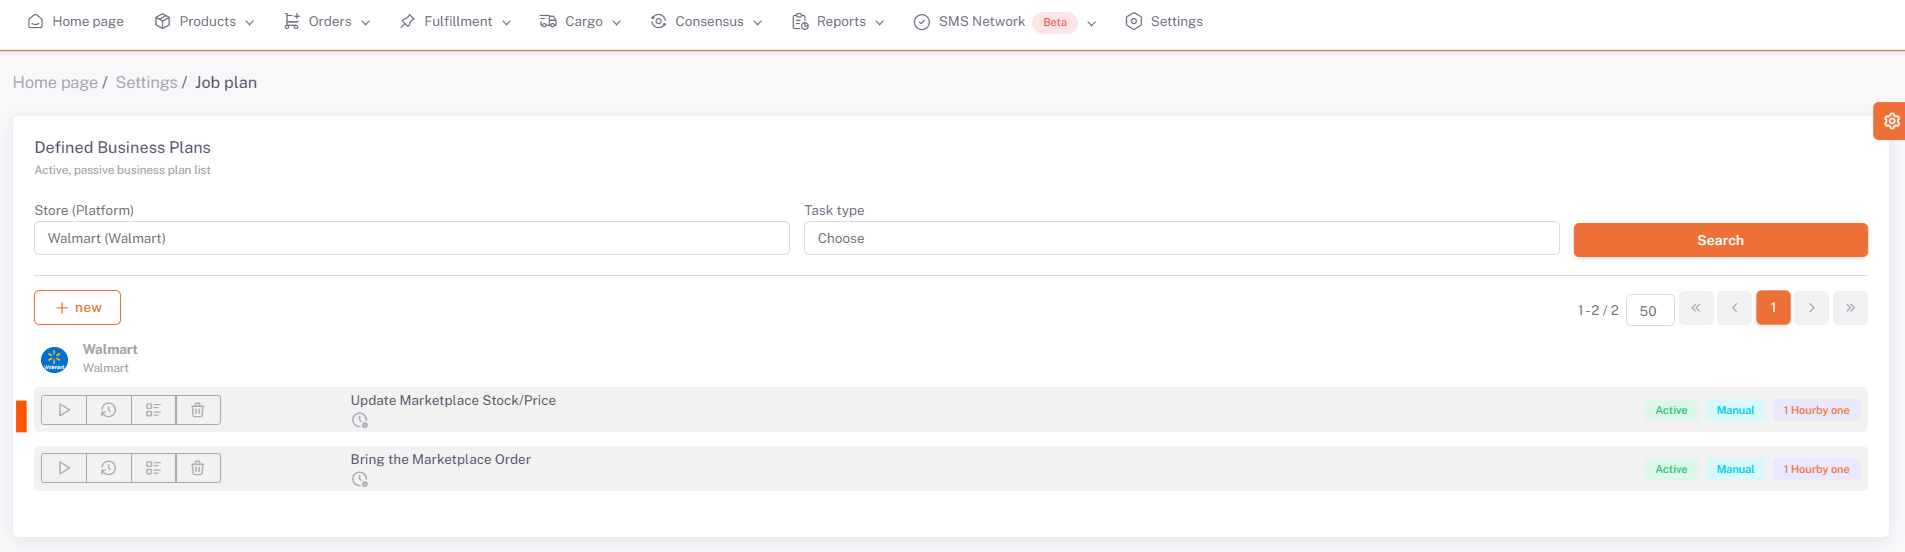 Home page Products Orders Fulfillment Cargo Consensus Reports SMS Network Beta Settings
Home page / Settings / Job plan
Defined Business Plans
Active, passive business plan list
Store (Platform) Task type
Walmart (Walmart) Choose Search
+ new 1-2 / 2 50 « < 1 > »
Walmart
Walmart
Update Marketplace Stock/Price Active Manual 1 Hourby one
Bring the Marketplace Order Active Manual 1 Hourby one